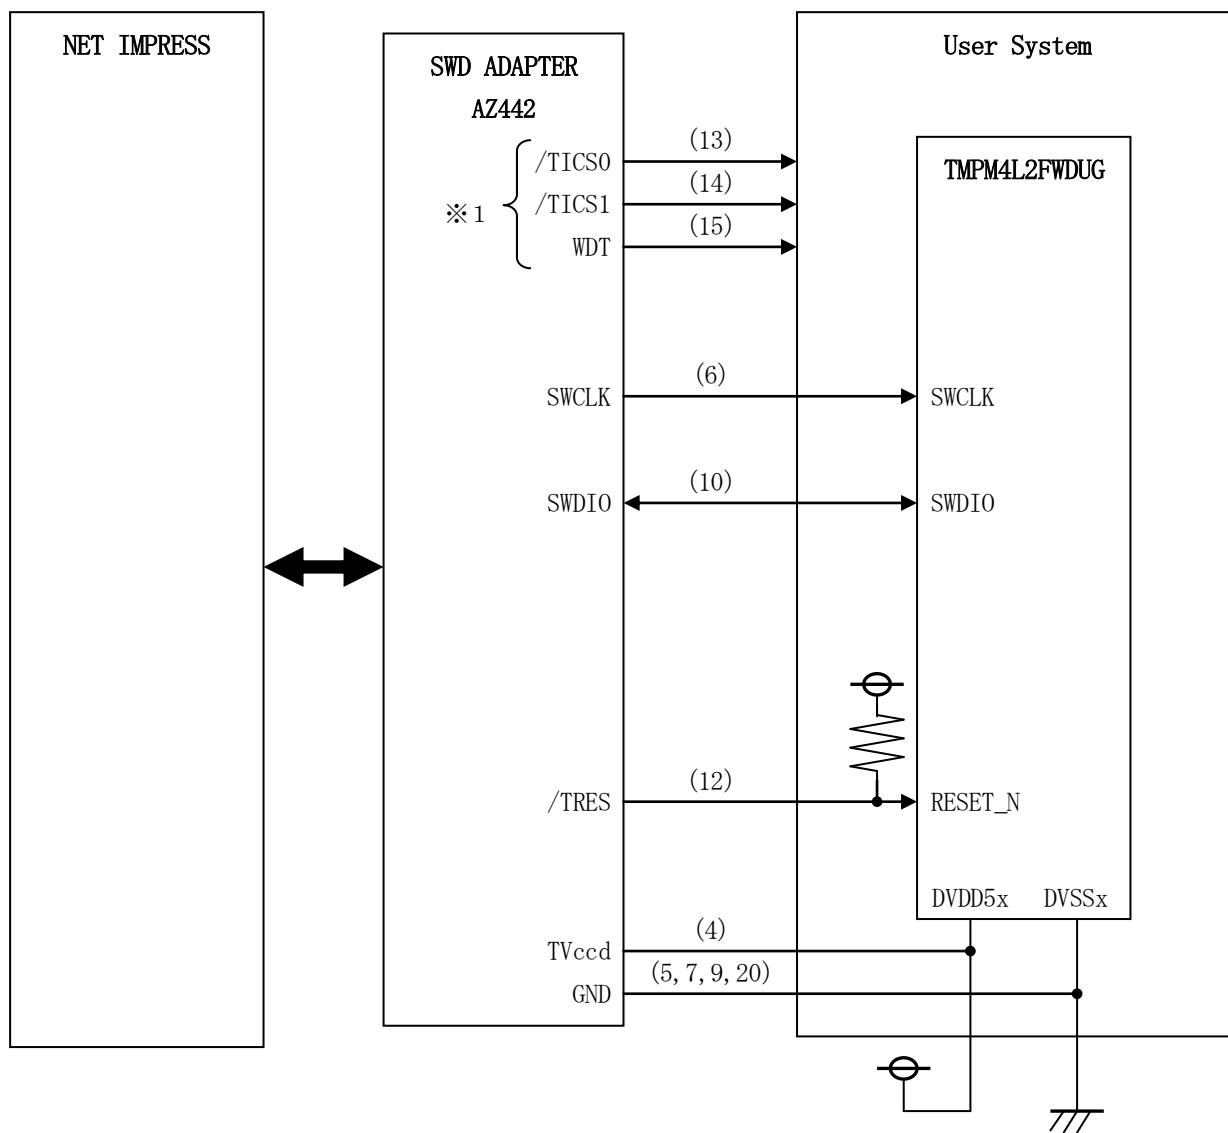 NET IMPRESS
SWD ADAPTER
AZ442
User System
TMPM4L2FWDUG
※1
/TICS0
(13)
/TICS1
(14)
WDT
(15)
SWCLK
(6)
SWCLK
SWDIO
(10)
SWDIO
/TRES
(12)
RESET_N
DVDD5x
DVSSx
TVccd
(4)
GND
(5,7,9,20)